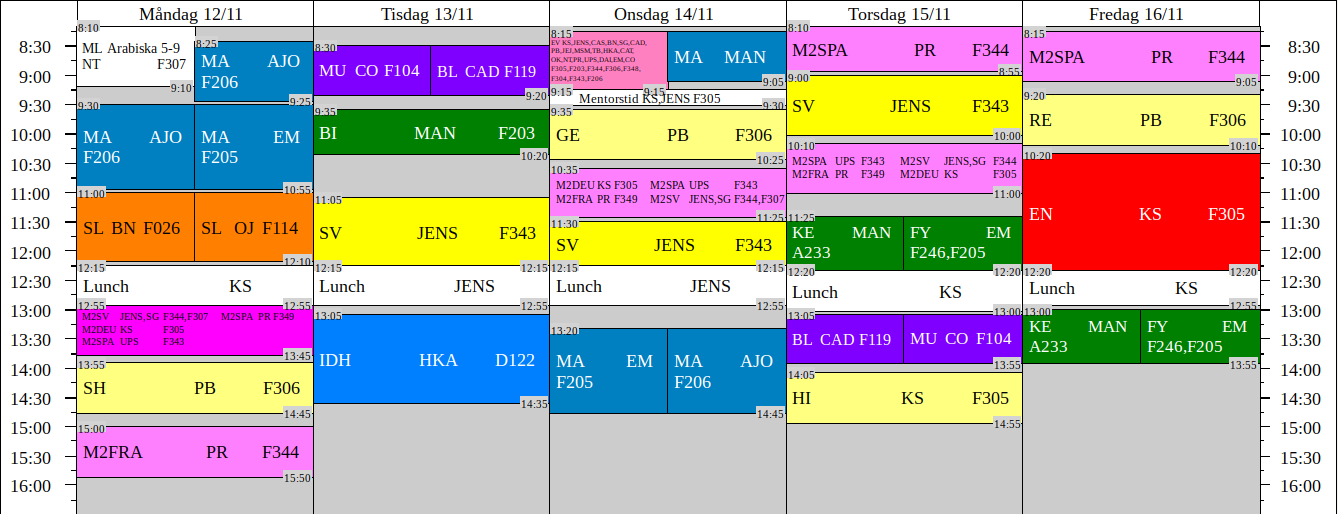 Måndag 12/11
Tisdag 13/11
Onsdag 14/11
Torsdag 15/11
Fredag 16/11
8:30
9:00
9:30
10:00
10:30
11:00
11:30
12:00
12:30
13:00
13:30
14:00
14:30
15:00
15:30
16:00
8:10
ML Arabiska 5-9
NT F307
9:10
8:25
MA AJO
F206
9:25
9:30
MA AJO
F206
MA EM
F205
10:55
11:00
SL BN F026
SL OJ F114
12:10
12:15
Lunch KS
12:55
12:55
M2SV JENS,SG F344,F307 M2SPA PR F349
M2DEU KS F305
M2SPA UPS F343
13:45
13:55
SH PB F306
14:45
15:00
M2FRA PR F344
15:50
8:30
MU CO F104
BL CAD F119
9:20
9:35
BI MAN F203
10:20
11:05
SV JENS F343
12:15
12:15
Lunch JENS
12:55
13:05
IDH HKA D122
14:35
8:15
EV KS,JENS,CAS,BN,SG,CAD,
PB,JEJ,MSM,TB,HKA,CAT,
OK,NT,PR,UPS,DALEM,CO
F305,F203,F344,F306,F348,
F304,F343,F206
9:15
MA MAN
9:05
9:15
Mentorstid KS,JENS F305
9:30
9:35
GE PB F306
10:25
10:35
M2DEU KS F305 M2SPA UPS F343
M2FRA PR F349 M2SV JENS,SG F344,F307
11:25
11:30
SV JENS F343
12:15
12:15
Lunch JENS
12:55
13:20
MA EM
F205
MA AJO
F206
14:45
8:10
M2SPA PR F344
8:55
9:00
SV JENS F343
10:00
10:10
M2SPA UPS F343 M2SV JENS,SG F344
M2FRA PR F349 M2DEU KS F305
11:00
11:25
KE MAN
A233
FY EM
F246,F205
12:20
12:20
Lunch KS
13:00
13:05
BL CAD F119
MU CO F104
13:55
14:05
HI KS F305
14:55
8:15
M2SPA PR F344
9:05
9:20
RE PB F306
10:10
10:20
EN KS F305
12:20
12:20
Lunch KS
13:00
13:00
KE MAN
A233
FY EM
F246,F205
13:55
8:30
9:00
9:30
10:00
10:30
11:00
11:30
12:00
12:30
13:00
13:30
14:00
14:30
15:00
15:30
16:00